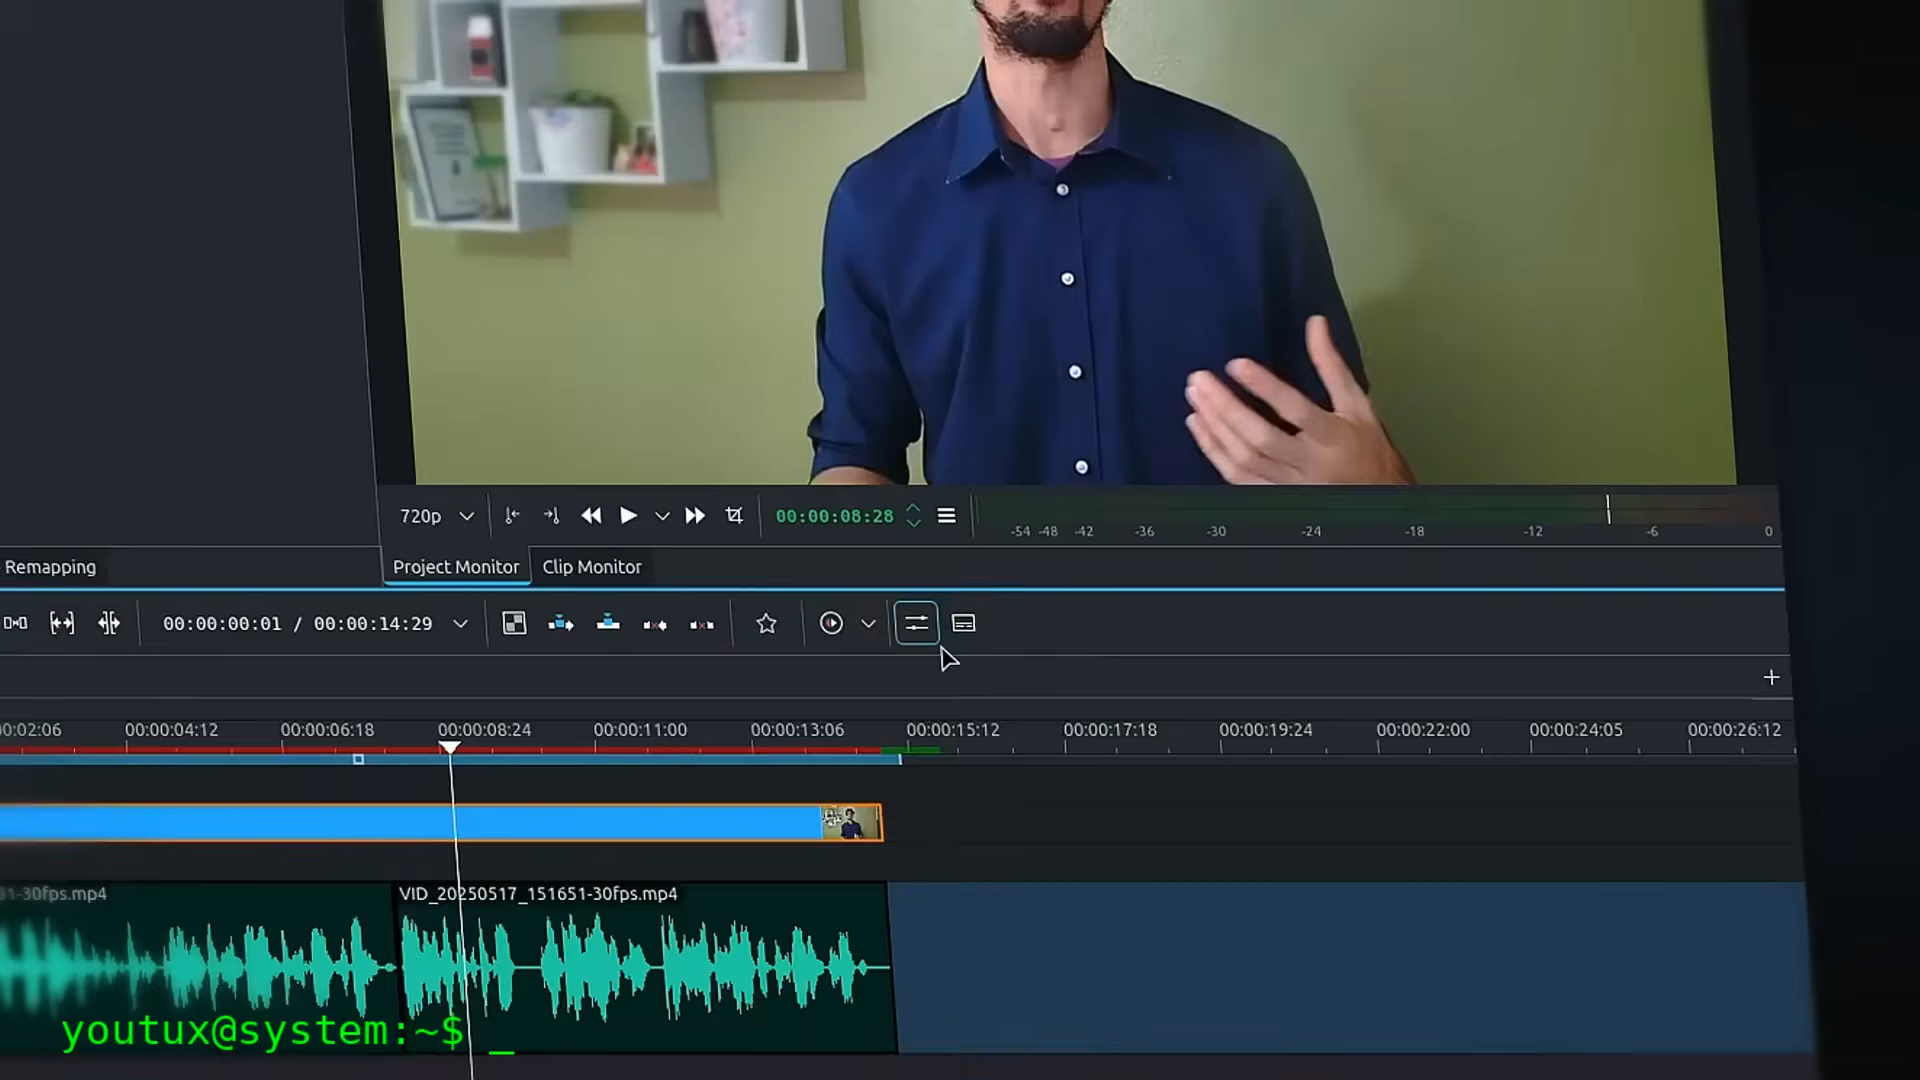 720p
00:00:08:28
-54 -48 -42 -36 -30 -24 -18 -12 -6 0
Remapping
Project Monitor
Clip Monitor
00:00:00:01 / 00:00:14:29
00:02:06 00:00:04:12 00:00:06:18 00:00:08:24 00:00:11:00 00:00:13:06 00:00:15:12 00:00:17:18 00:00:19:24 00:00:22:00 00:00:24:05 00:00:26:12
1-30fps.mp4
VID_20250517_151651-30fps.mp4
youtux@system:~$ _